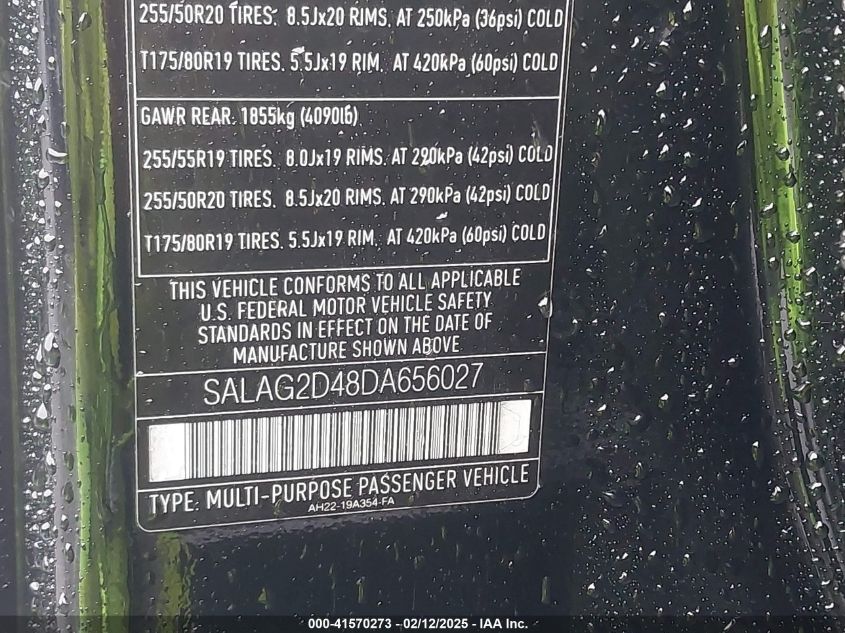 255/50R20 TIRES. 8.5Jx20 RIMS. AT 250kPa (36psi) COLD
T175/80R19 TIRES. 5.5Jx19 RIM. AT 420kPa (60psi) COLD
GAWR REAR. 1855kg (4090lb)
255/55R19 TIRES. 8.0Jx19 RIMS. AT 290kPa (42psi) COLD
255/50R20 TIRES. 8.5Jx20 RIMS. AT 290kPa (42psi) COLD
T175/80R19 TIRES. 5.5Jx19 RIM. AT 420kPa (60psi) COLD
THIS VEHICLE CONFORMS TO ALL APPLICABLE
U.S. FEDERAL MOTOR VEHICLE SAFETY
STANDARDS IN EFFECT ON THE DATE OF
MANUFACTURE SHOWN ABOVE
SALAG2D48DA656027
TYPE: MULTI-PURPOSE PASSENGER VEHICLE
AH22-19A354-FA
000-41570273 - 02/12/2025 - IAA Inc.